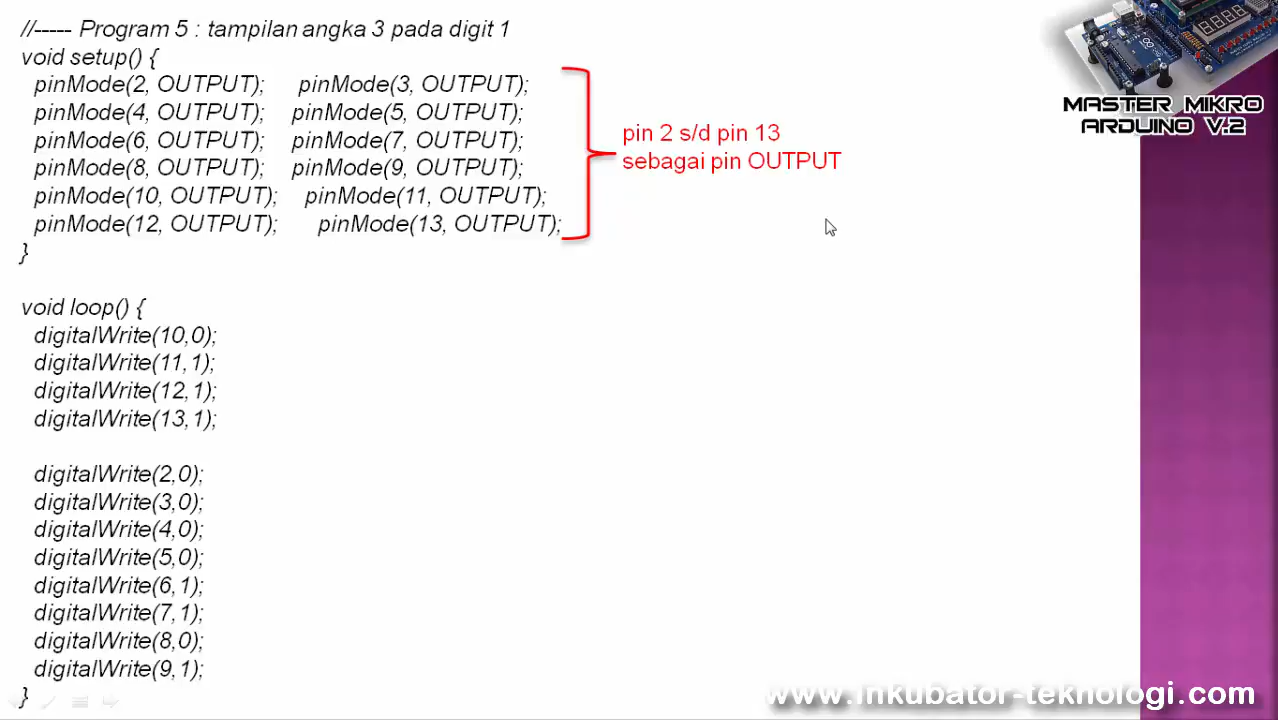 //----- Program 5 : tampilan angka 3 pada digit 1
void setup() {
pinMode(2, OUTPUT); pinMode(3, OUTPUT);
pinMode(4, OUTPUT); pinMode(5, OUTPUT);
pinMode(6, OUTPUT); pinMode(7, OUTPUT);
pinMode(8, OUTPUT); pinMode(9, OUTPUT);
pinMode(10, OUTPUT); pinMode(11, OUTPUT);
pinMode(12, OUTPUT); pinMode(13, OUTPUT);
}
pin 2 s/d pin 13
sebagai pin OUTPUT
void loop() {
digitalWrite(10,0);
digitalWrite(11,1);
digitalWrite(12,1);
digitalWrite(13,1);
digitalWrite(2,0);
digitalWrite(3,0);
digitalWrite(4,0);
digitalWrite(5,0);
digitalWrite(6,1);
digitalWrite(7,1);
digitalWrite(8,0);
digitalWrite(9,1);
}
MASTER MIKRO
ARDUINO V.2
www.inkubator-teknologi.com